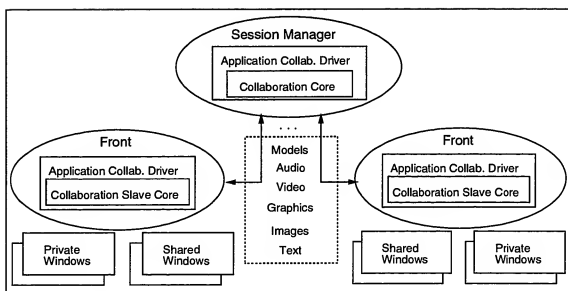 Session Manager
Application Collab. Driver
Collaboration Core
. . .
Front
Application Collab. Driver
Collaboration Slave Core
Models
Audio
Video
Graphics
Images
Text
Front
Application Collab. Driver
Collaboration Slave Core
Private
Windows
Shared
Windows
Shared
Windows
Private
Windows